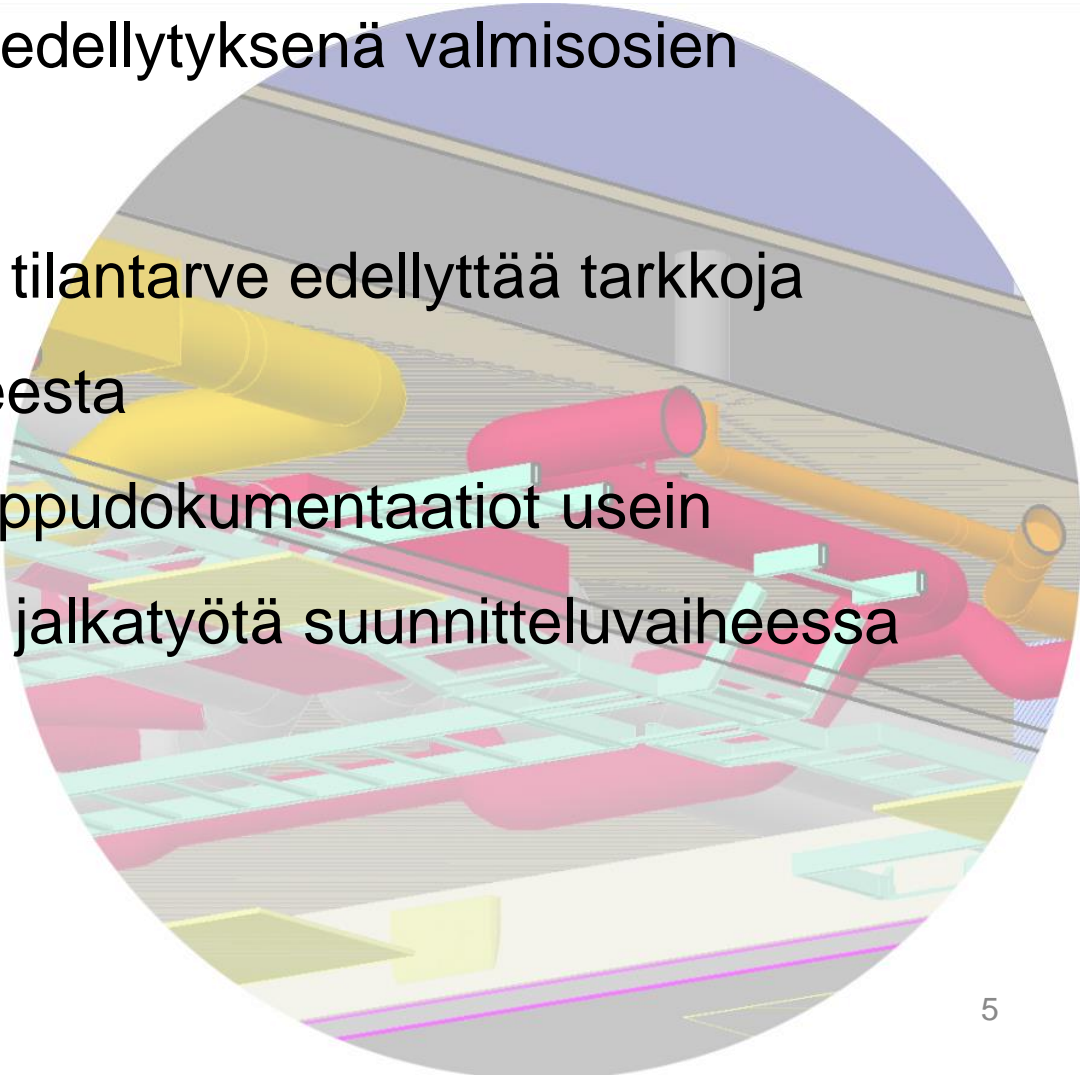 edellytyksenä valmisosien
tilantarve edellyttää tarkkoja
eesta
ppudokumentaatiot usein
jalkatyötä suunnitteluvaiheessa
5